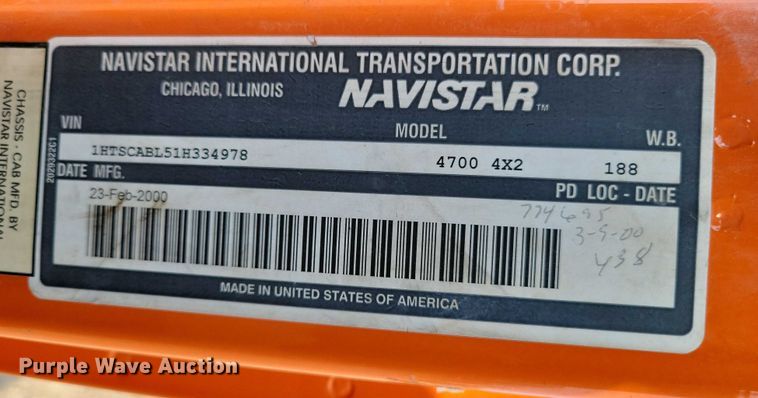 NAVISTAR INTERNATIONAL TRANSPORTATION CORP.
CHICAGO, ILLINOIS NAVISTAR TM
VIN MODEL W.B.
1HTSCABL51H334978 4700 4X2 188
DATE MFG. PD LOC - DATE
23-Feb-2000
774695
3-9-00
438
MADE IN UNITED STATES OF AMERICA
2029322C1
CHASSIS - CAB MFD. BY
NAVISTAR INTERNATIONAL
Purple Wave Auction